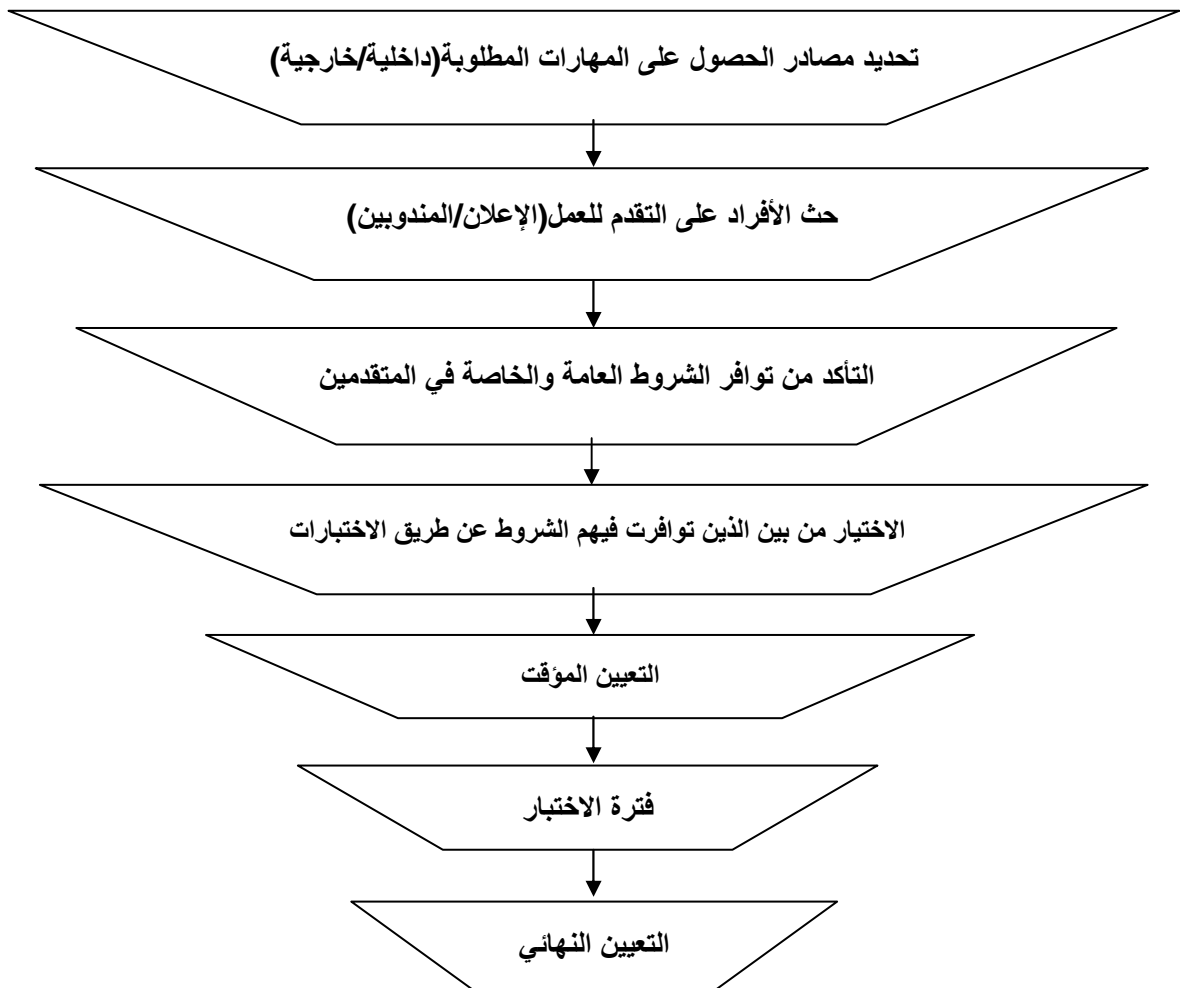 تحديد مصادر الحصول على المهارات المطلوبة(داخلية/خارجية)
حث الأفراد على التقدم للعمل(الإعلان/المندوبين)
التأكد من توافر الشروط العامة والخاصة في المتقدمين
الاختيار من بين الذين توافرت فيهم الشروط عن طريق الاختبارات
التعيين المؤقت
فترة الاختبار
التعيين النهائي